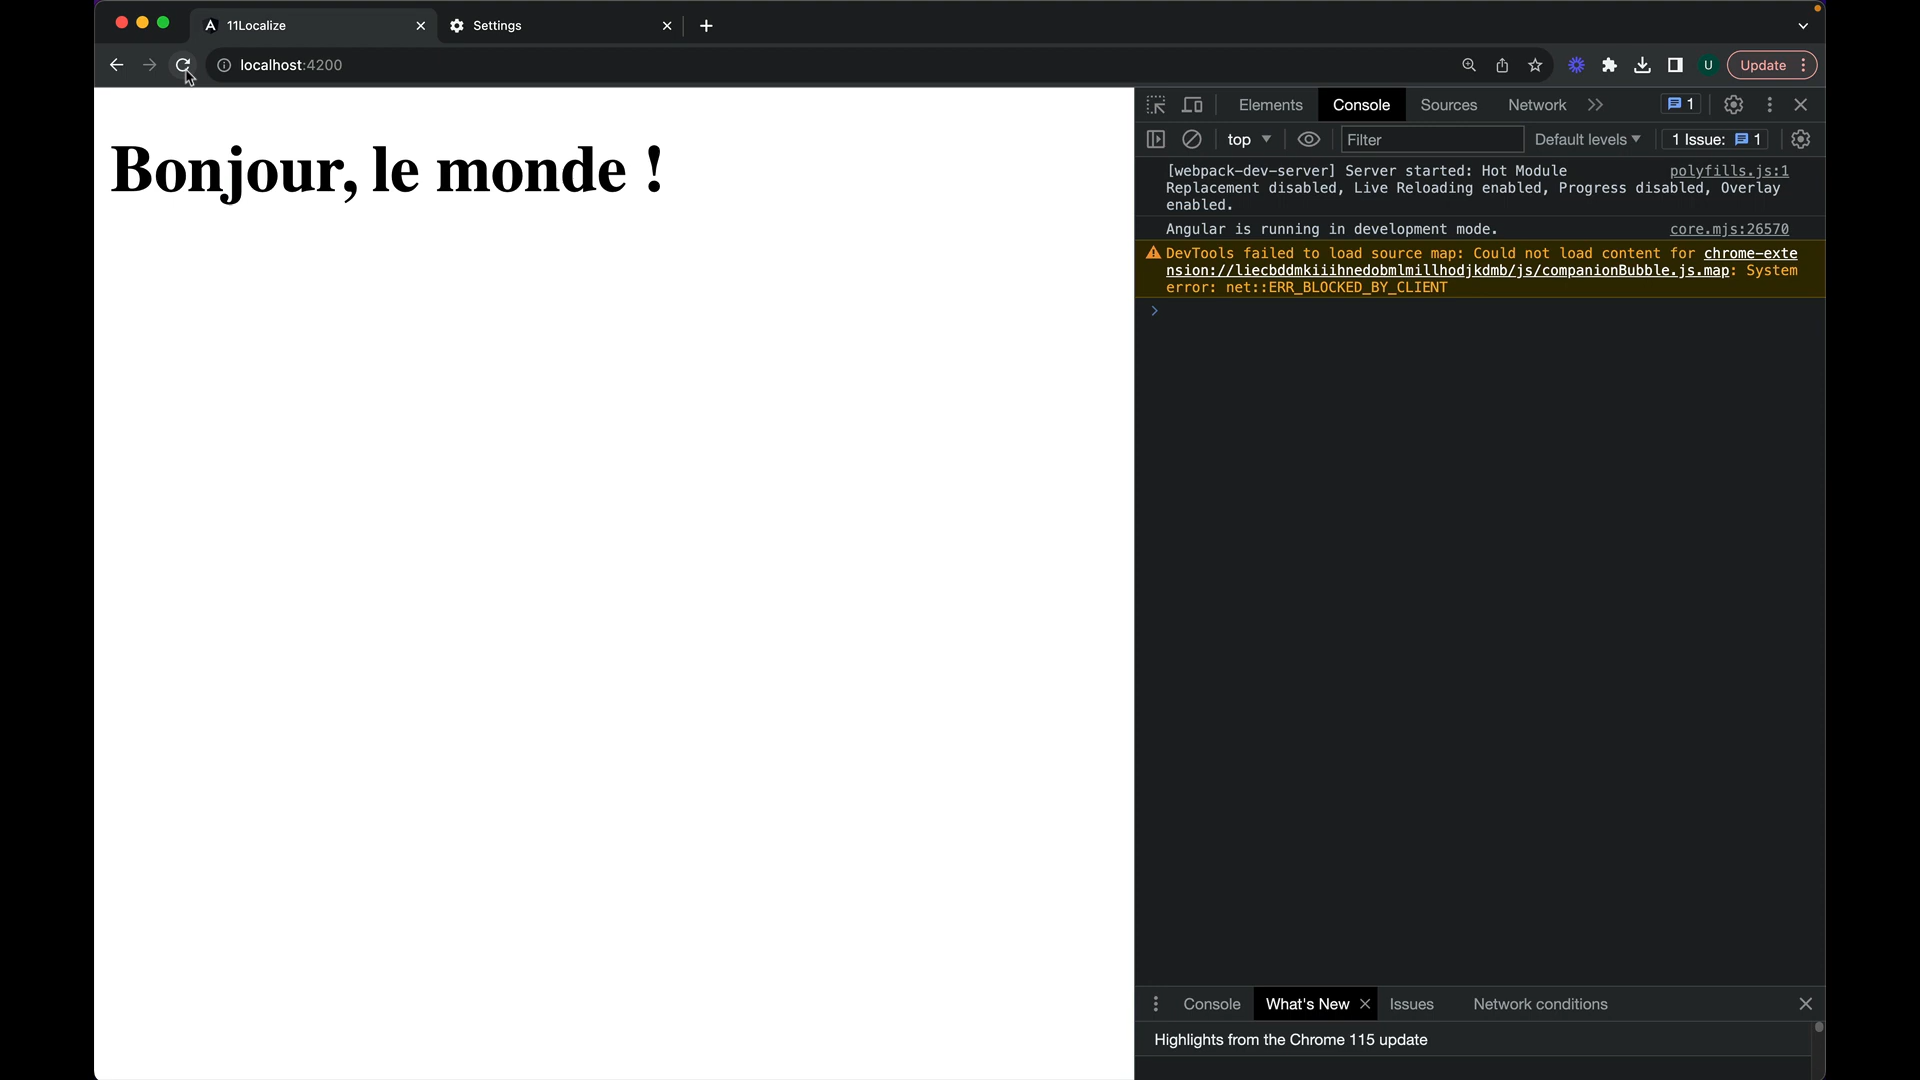 11Localize
Settings
localhost:4200
U
Update
Bonjour, le monde !
Elements
Console
Sources
Network
1
top
Filter
Default levels
1 Issue:
1
[webpack-dev-server] Server started: Hot Module
polyfills.js:1
Replacement disabled, Live Reloading enabled, Progress disabled, Overlay
enabled.
Angular is running in development mode.
core.mjs:26570
DevTools failed to load source map: Could not load content for chrome-exte
nsion://liecbddmkiiihnedobmlmillhodjkdmb/js/companionBubble.js.map: System
error: net::ERR_BLOCKED_BY_CLIENT
Console
What's New
Issues
Network conditions
Highlights from the Chrome 115 update